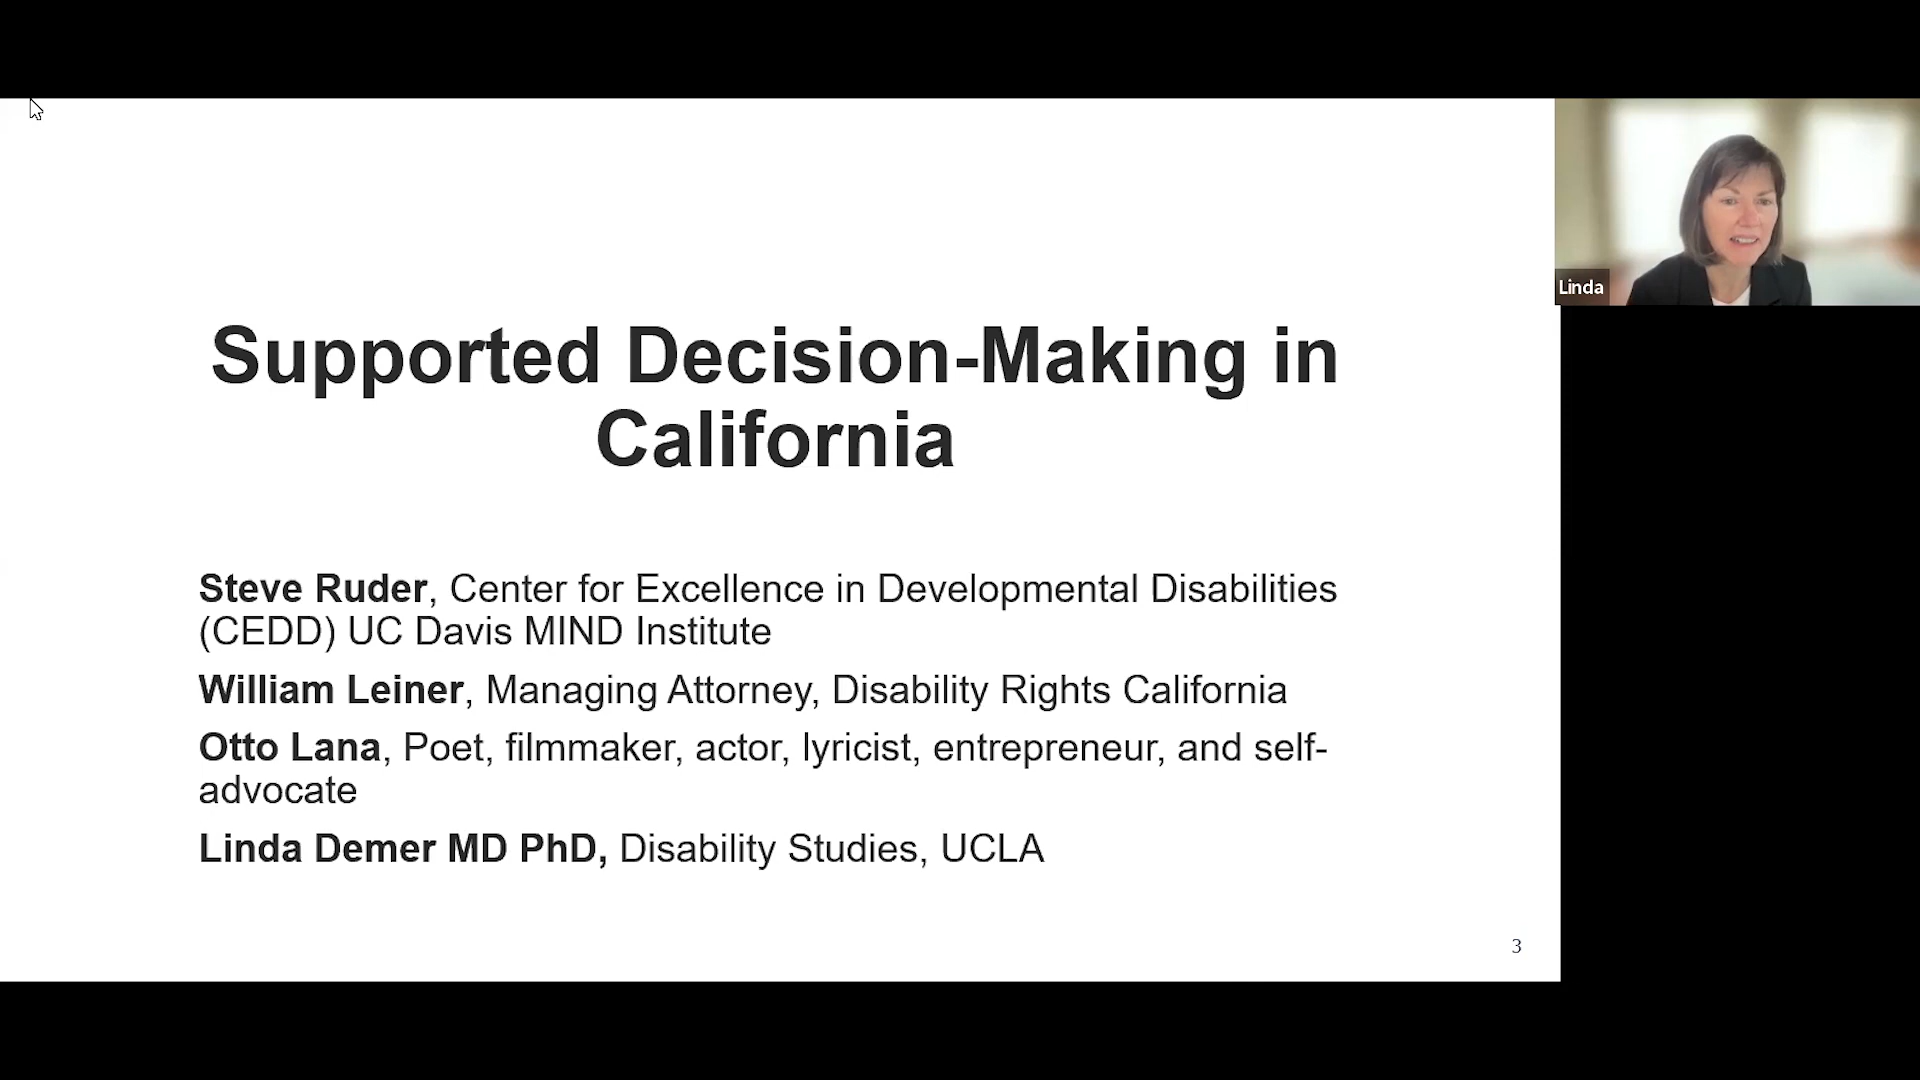 Supported Decision-Making in
California
Steve Ruder, Center for Excellence in Developmental Disabilities
(CEDD) UC Davis MIND Institute
William Leiner, Managing Attorney, Disability Rights California
Otto Lana, Poet, filmmaker, actor, lyricist, entrepreneur, and self-
advocate
Linda Demer MD PhD, Disability Studies, UCLA
3
Linda